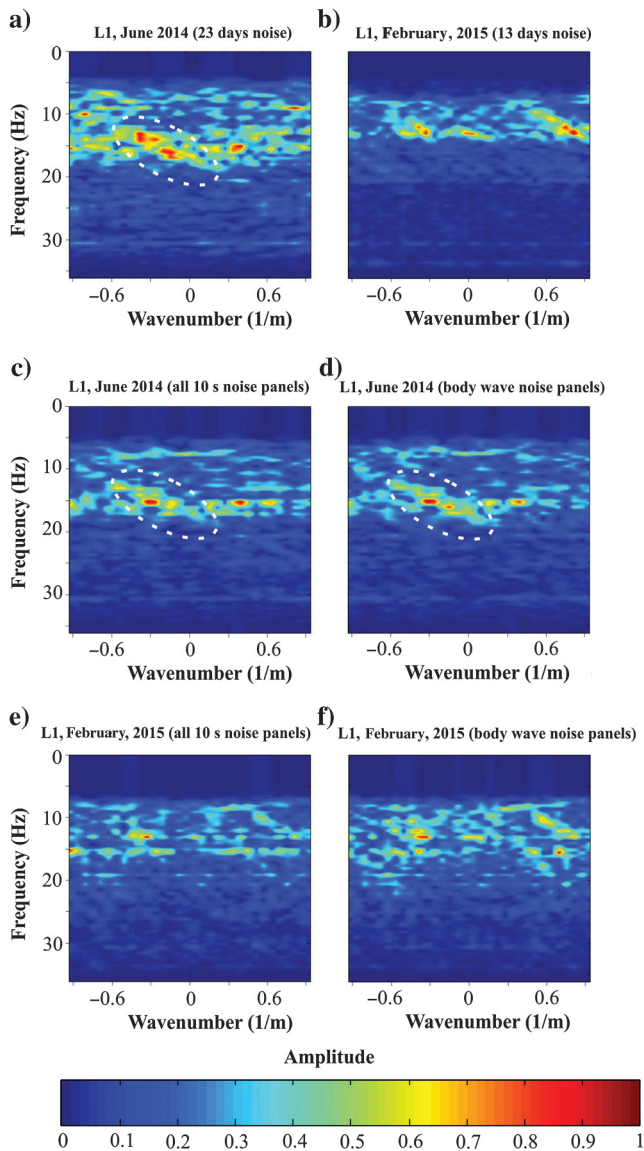 a) L1, June 2014 (23 days noise)
b) L1, February, 2015 (13 days noise)
Frequency (Hz)
0
10
20
30
−0.6 0 0.6
Wavenumber (1/m)
−0.6 0 0.6
Wavenumber (1/m)
c) L1, June 2014 (all 10 s noise panels)
d) L1, June 2014 (body wave noise panels)
Frequency (Hz)
0
10
20
30
−0.6 0 0.6
Wavenumber (1/m)
−0.6 0 0.6
Wavenumber (1/m)
e) L1, February, 2015 (all 10 s noise panels)
f) L1, February, 2015 (body wave noise panels)
Frequency (Hz)
0
10
20
30
−0.6 0 0.6
Wavenumber (1/m)
−0.6 0 0.6
Wavenumber (1/m)
Amplitude
0 0.1 0.2 0.3 0.4 0.5 0.6 0.7 0.8 0.9 1